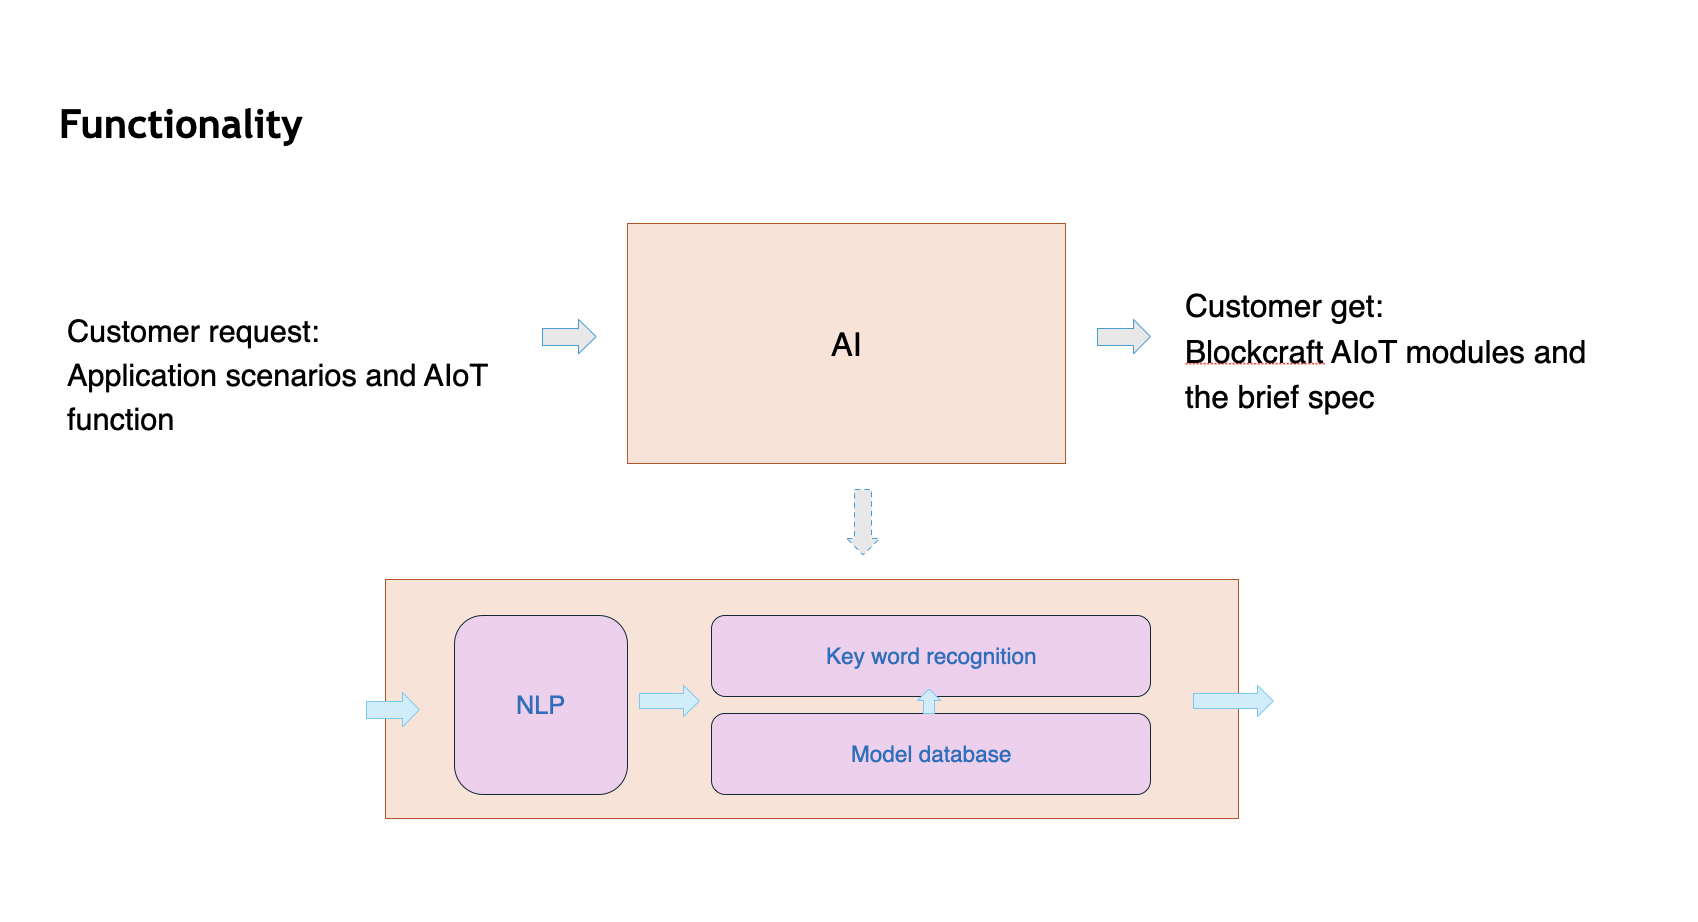 Functionality
Customer request:
Application scenarios and AIoT
function
AI
Customer get:
Blockcraft AIoT modules and
the brief spec
NLP
Key word recognition
Model database